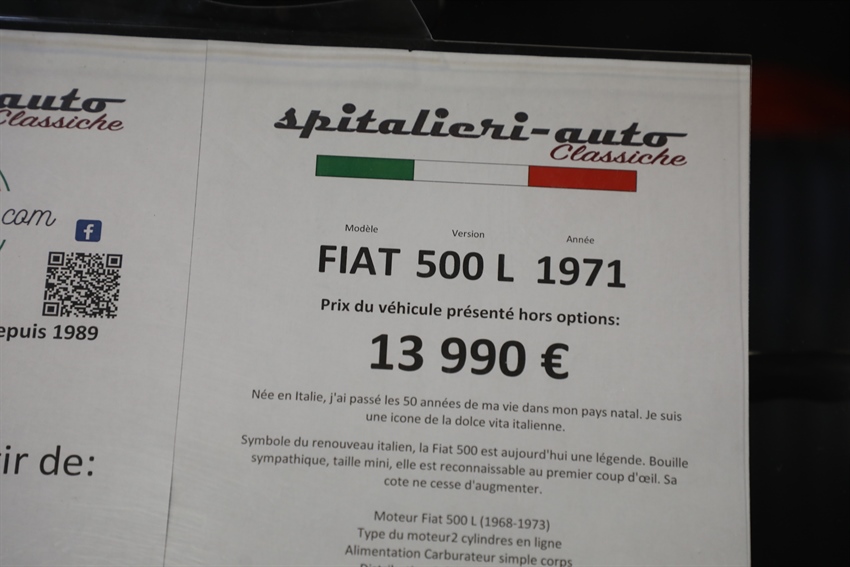 auto
Classiche
.com
epuis 1989
ir de:
spitalieri-auto
Classiche
Modèle Version Année
FIAT 500 L 1971
Prix du véhicule présenté hors options:
13 990 €
Née en Italie, j'ai passé les 50 années de ma vie dans mon pays natal. Je suis
une icone de la dolce vita italienne.
Symbole du renouveau italien, la Fiat 500 est aujourd'hui une légende. Bouille
sympathique, taille mini, elle est reconnaissable au premier coup d'œil. Sa
cote ne cesse d'augmenter.
Moteur Fiat 500 L (1968-1973)
Type du moteur2 cylindres en ligne
Alimentation Carburateur simple corps